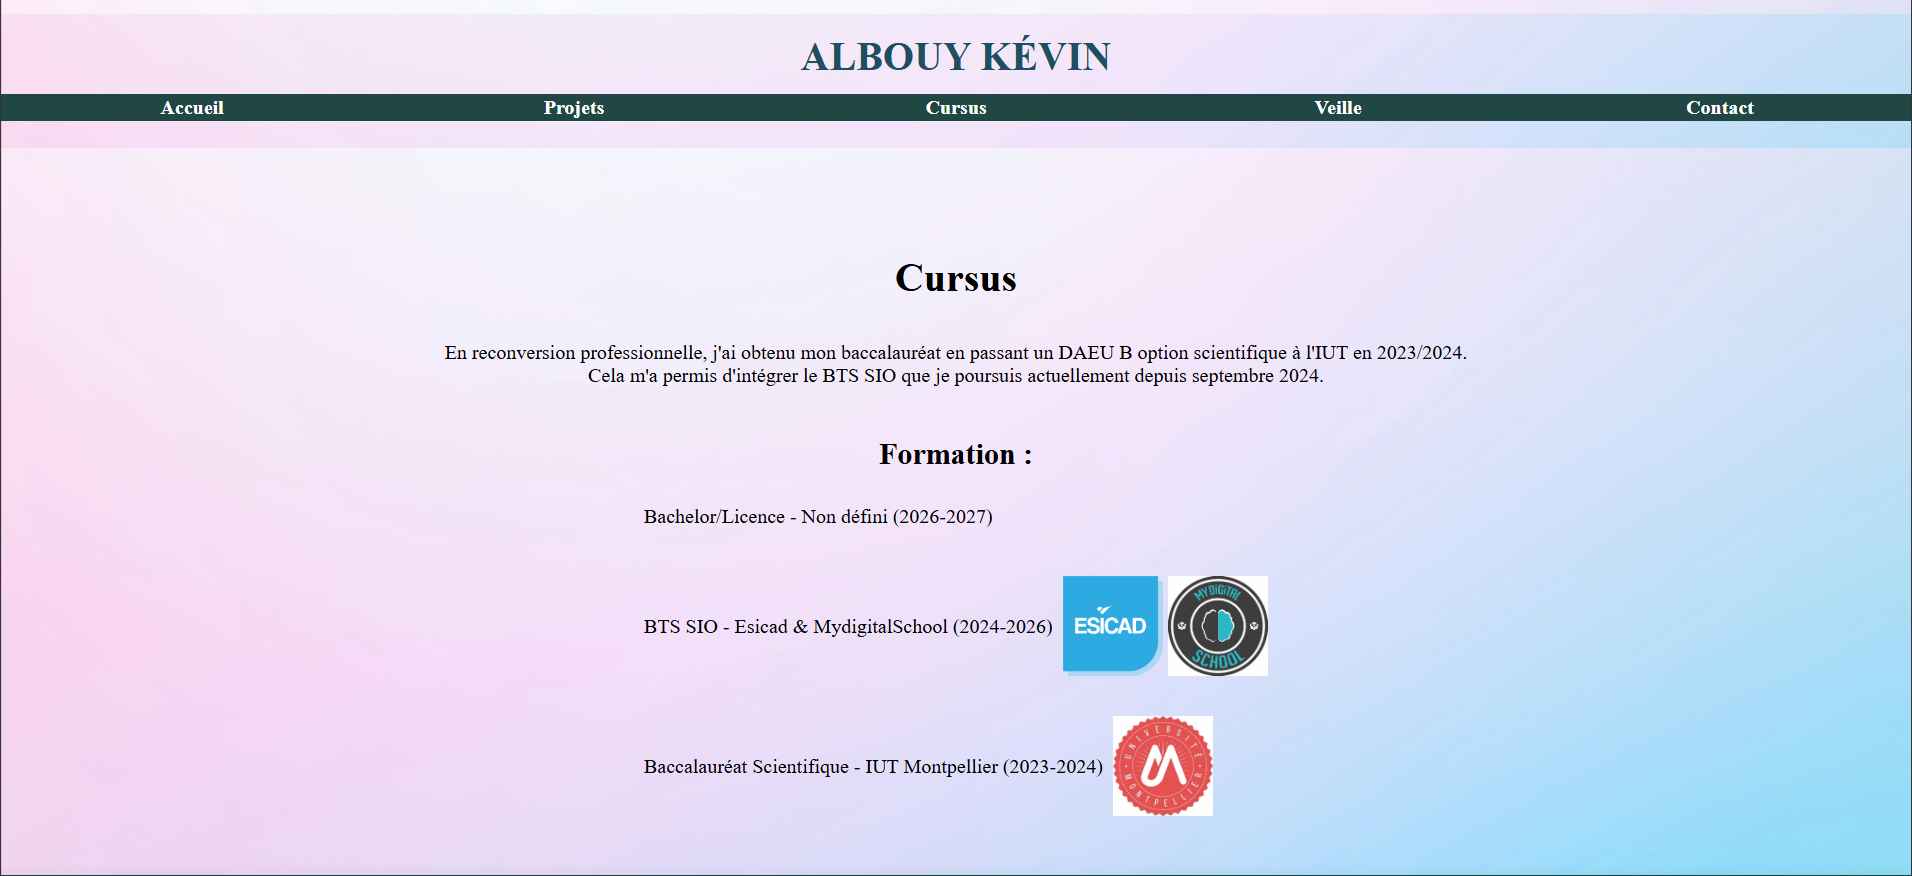 ALBOUY KÉVIN
Accueil Projets Cursus Veille Contact
Cursus
En reconversion professionnelle, j'ai obtenu mon baccalauréat en passant un DAEU B option scientifique à l'IUT en 2023/2024.
Cela m'a permis d'intégrer le BTS SIO que je poursuis actuellement depuis septembre 2024.
Formation :
Bachelor/Licence - Non défini (2026-2027)
BTS SIO - Esicad & MydigitalSchool (2024-2026)
ESICAD
MYDIGITAL
SCHOOL
Baccalauréat Scientifique - IUT Montpellier (2023-2024)
UNIVERSITÉ
MONTPELLIER